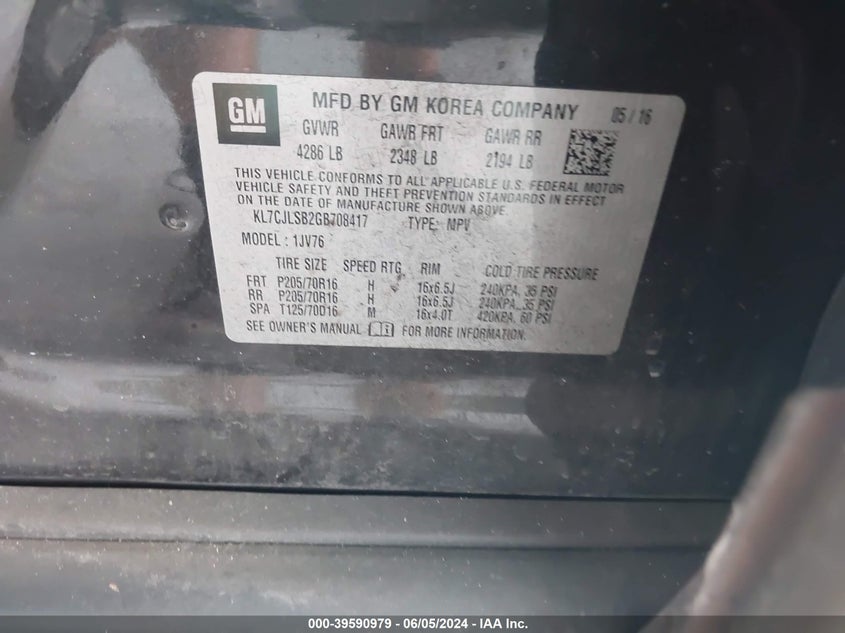 GM
MFD BY GM KOREA COMPANY 05 / 16
GVWR GAWR FRT GAWR RR
4286 LB 2348 LB 2194 LB
THIS VEHICLE CONFORMS TO ALL APPLICABLE U.S. FEDERAL MOTOR
VEHICLE SAFETY AND THEFT PREVENTION STANDARDS IN EFFECT
ON THE DATE OF MANUFACTURE SHOWN ABOVE.
KL7CJLSB2GB708417 TYPE: MPV
MODEL : 1JV76
TIRE SIZE SPEED RTG RIM COLD TIRE PRESSURE
FRT P205/70R16 H 16x6.5J 240KPA, 35 PSI
RR P205/70R16 H 16x6.5J 240KPA, 35 PSI
SPA T125/70D16 M 16x4.0T 420KPA, 60 PSI
SEE OWNER'S MANUAL FOR MORE INFORMATION.
000-39590979 - 06/05/2024 - IAA Inc.